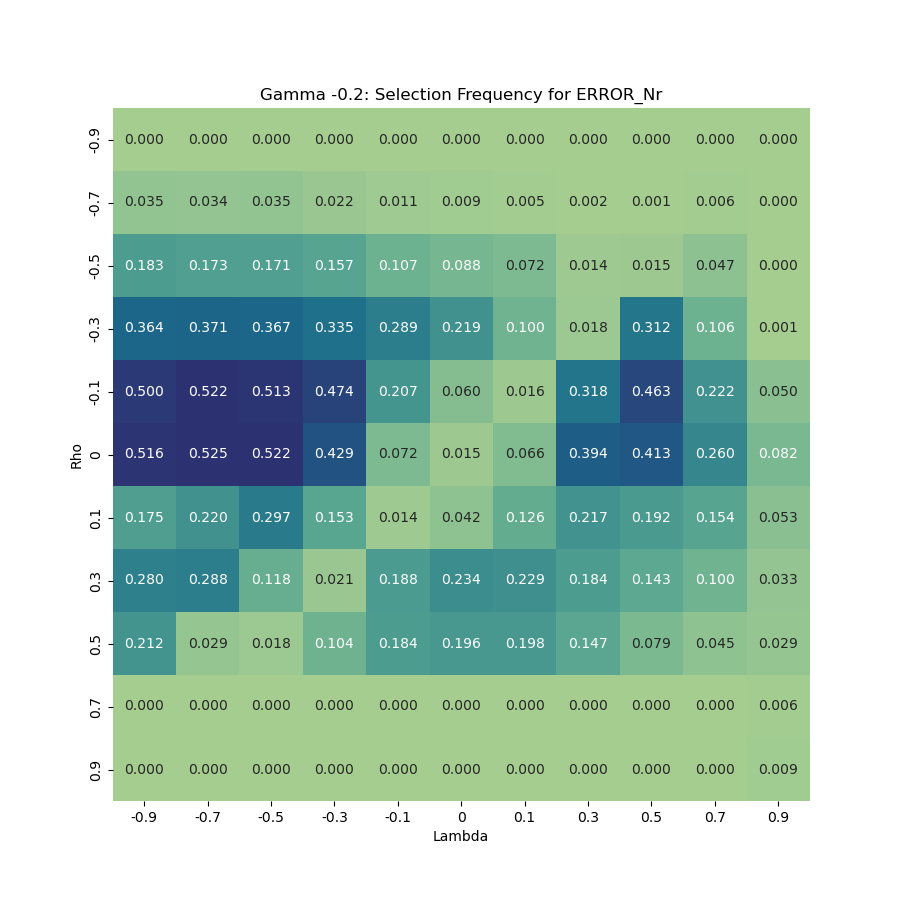 Gamma -0.2: Selection Frequency for ERROR_Nr
-0.9 0.000 0.000 0.000 0.000 0.000 0.000 0.000 0.000 0.000 0.000 0.000
-0.7 0.035 0.034 0.035 0.022 0.011 0.009 0.005 0.002 0.001 0.006 0.000
-0.5 0.183 0.173 0.171 0.157 0.107 0.088 0.072 0.014 0.015 0.047 0.000
-0.3 0.364 0.371 0.367 0.335 0.289 0.219 0.100 0.018 0.312 0.106 0.001
-0.1 0.500 0.522 0.513 0.474 0.207 0.060 0.016 0.318 0.463 0.222 0.050
Rho
0 0.516 0.525 0.522 0.429 0.072 0.015 0.066 0.394 0.413 0.260 0.082
0.1 0.175 0.220 0.297 0.153 0.014 0.042 0.126 0.217 0.192 0.154 0.053
0.3 0.280 0.288 0.118 0.021 0.188 0.234 0.229 0.184 0.143 0.100 0.033
0.5 0.212 0.029 0.018 0.104 0.184 0.196 0.198 0.147 0.079 0.045 0.029
0.7 0.000 0.000 0.000 0.000 0.000 0.000 0.000 0.000 0.000 0.000 0.006
0.9 0.000 0.000 0.000 0.000 0.000 0.000 0.000 0.000 0.000 0.000 0.009
-0.9 -0.7 -0.5 -0.3 -0.1 0 0.1 0.3 0.5 0.7 0.9
Lambda